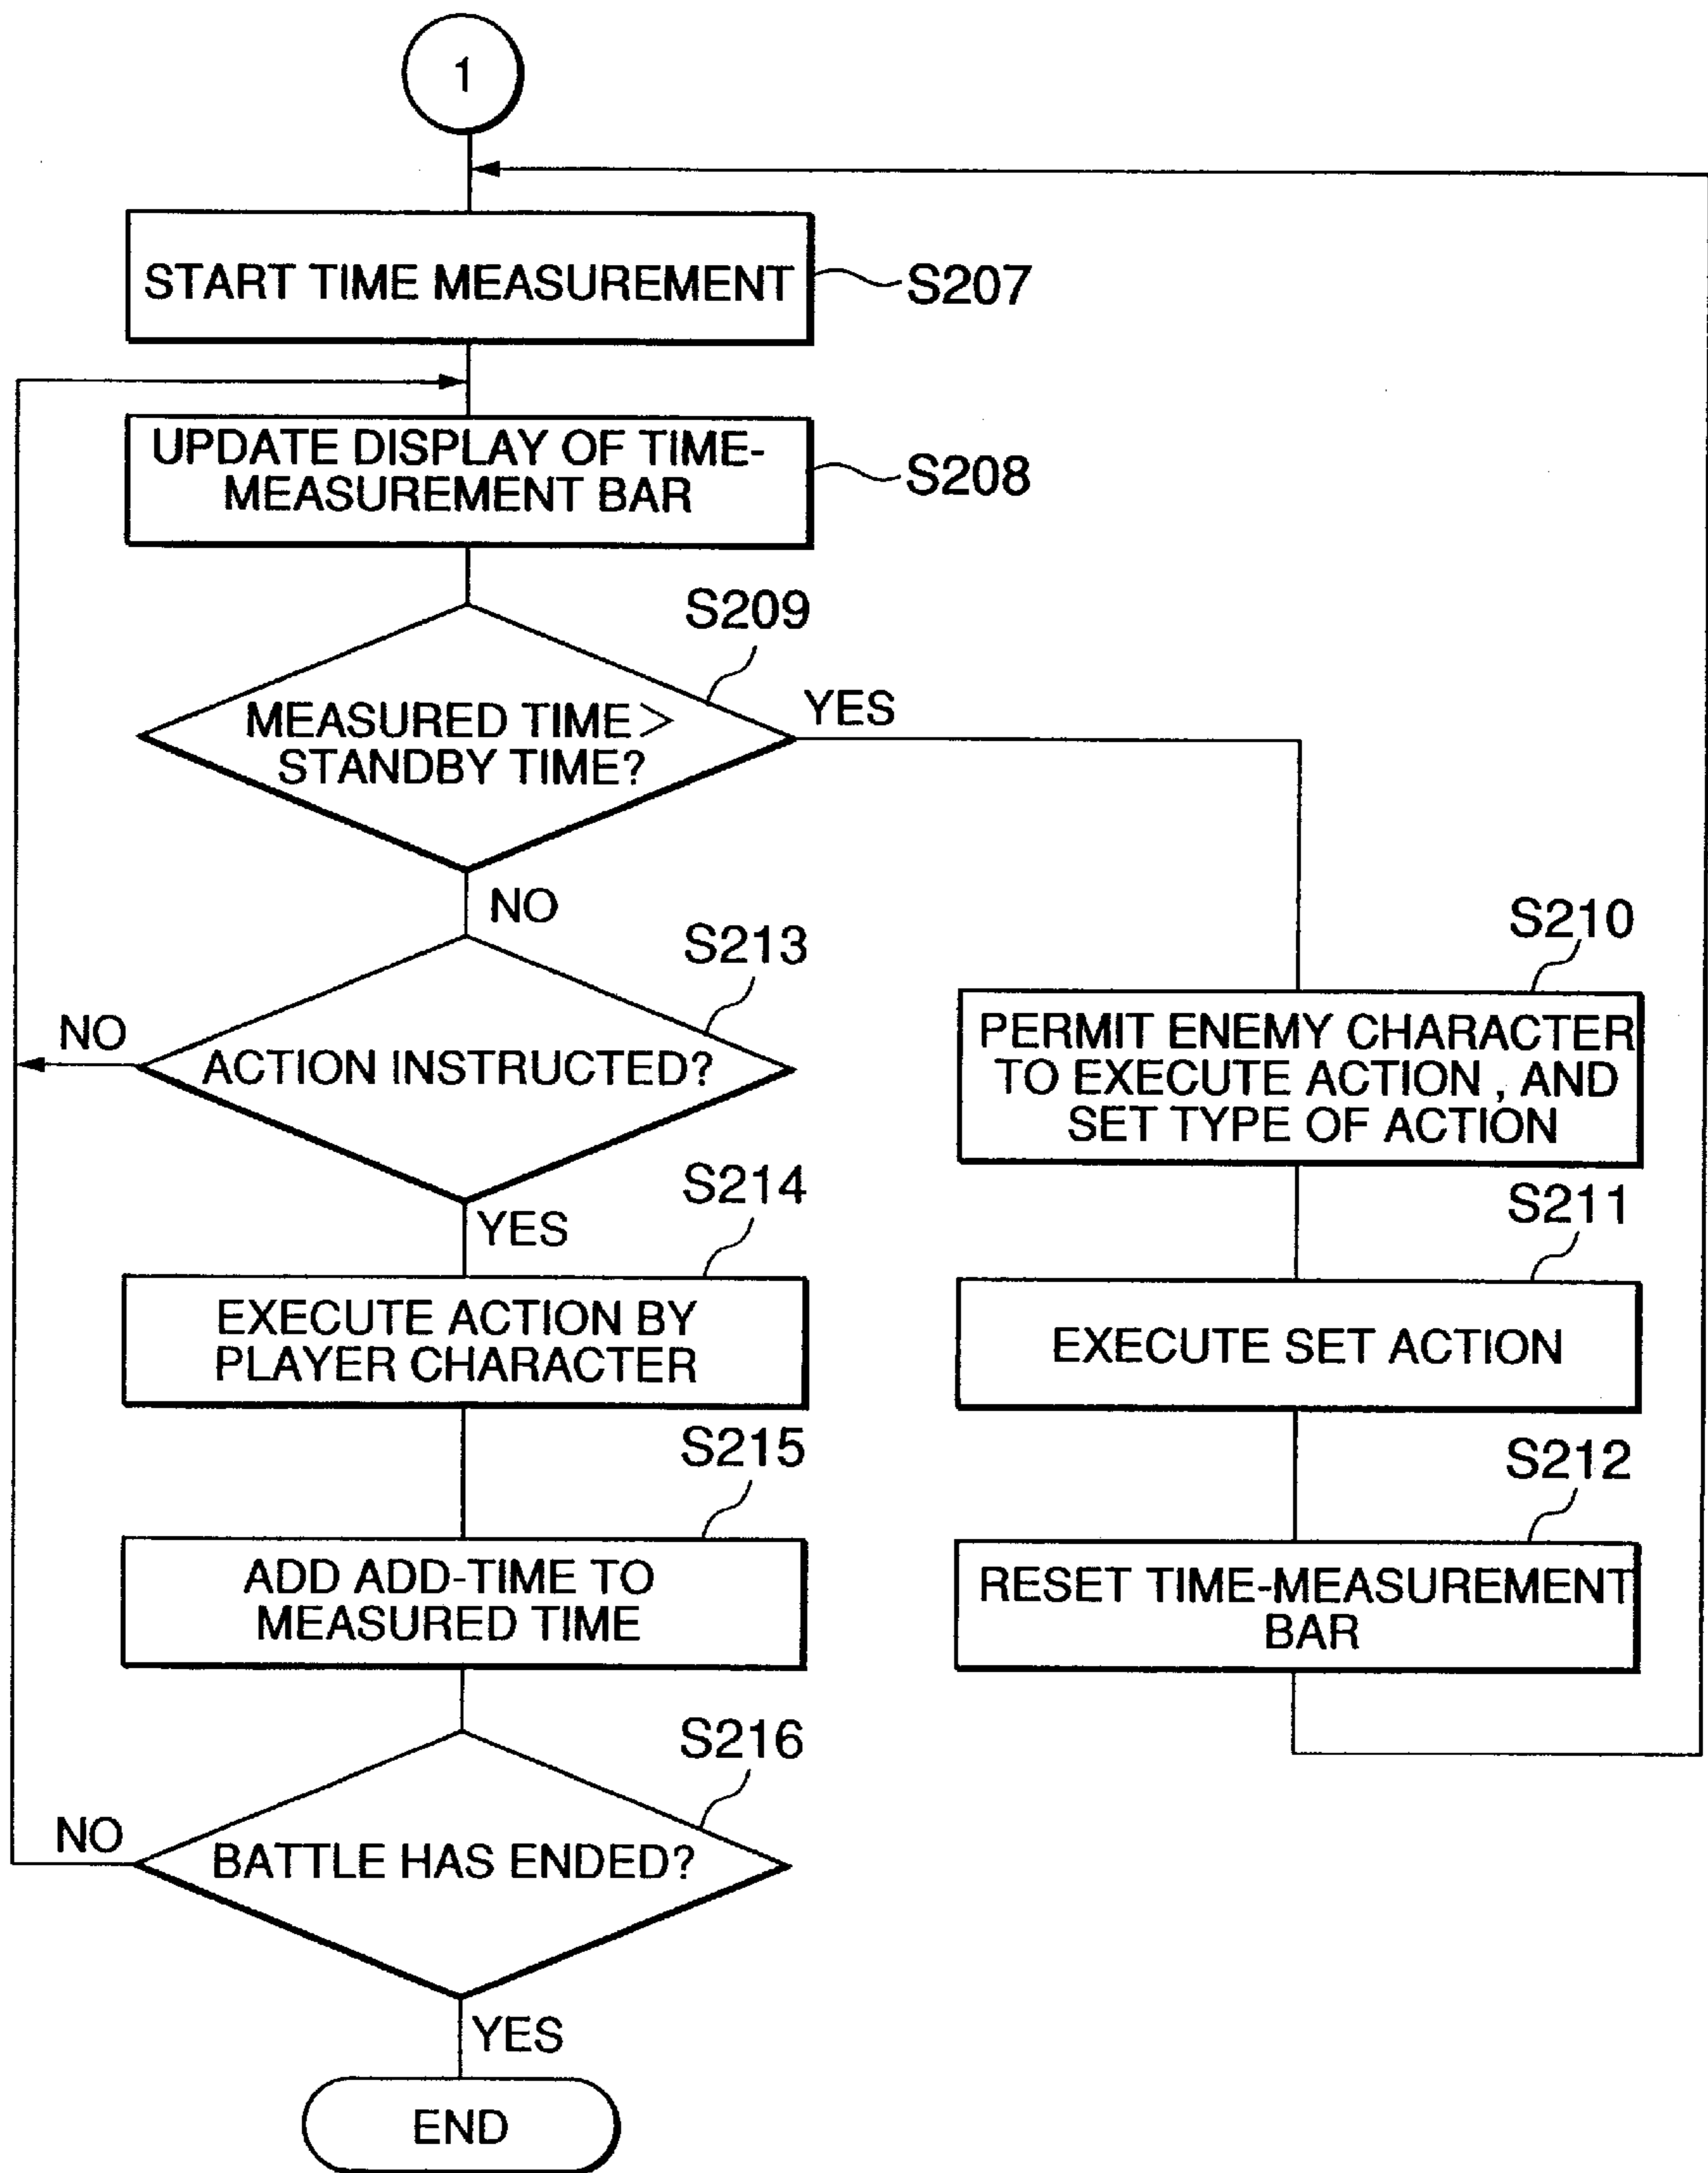 1
START TIME MEASUREMENT
S207
UPDATE DISPLAY OF TIME-
MEASUREMENT BAR
S208
S209
MEASURED TIME >
STANDBY TIME?
YES
NO
S213
ACTION INSTRUCTED?
NO
YES
S210
PERMIT ENEMY CHARACTER
TO EXECUTE ACTION , AND
SET TYPE OF ACTION
S211
EXECUTE SET ACTION
S212
RESET TIME-MEASUREMENT
BAR
S214
EXECUTE ACTION BY
PLAYER CHARACTER
S215
ADD ADD-TIME TO
MEASURED TIME
S216
BATTLE HAS ENDED?
NO
YES
END